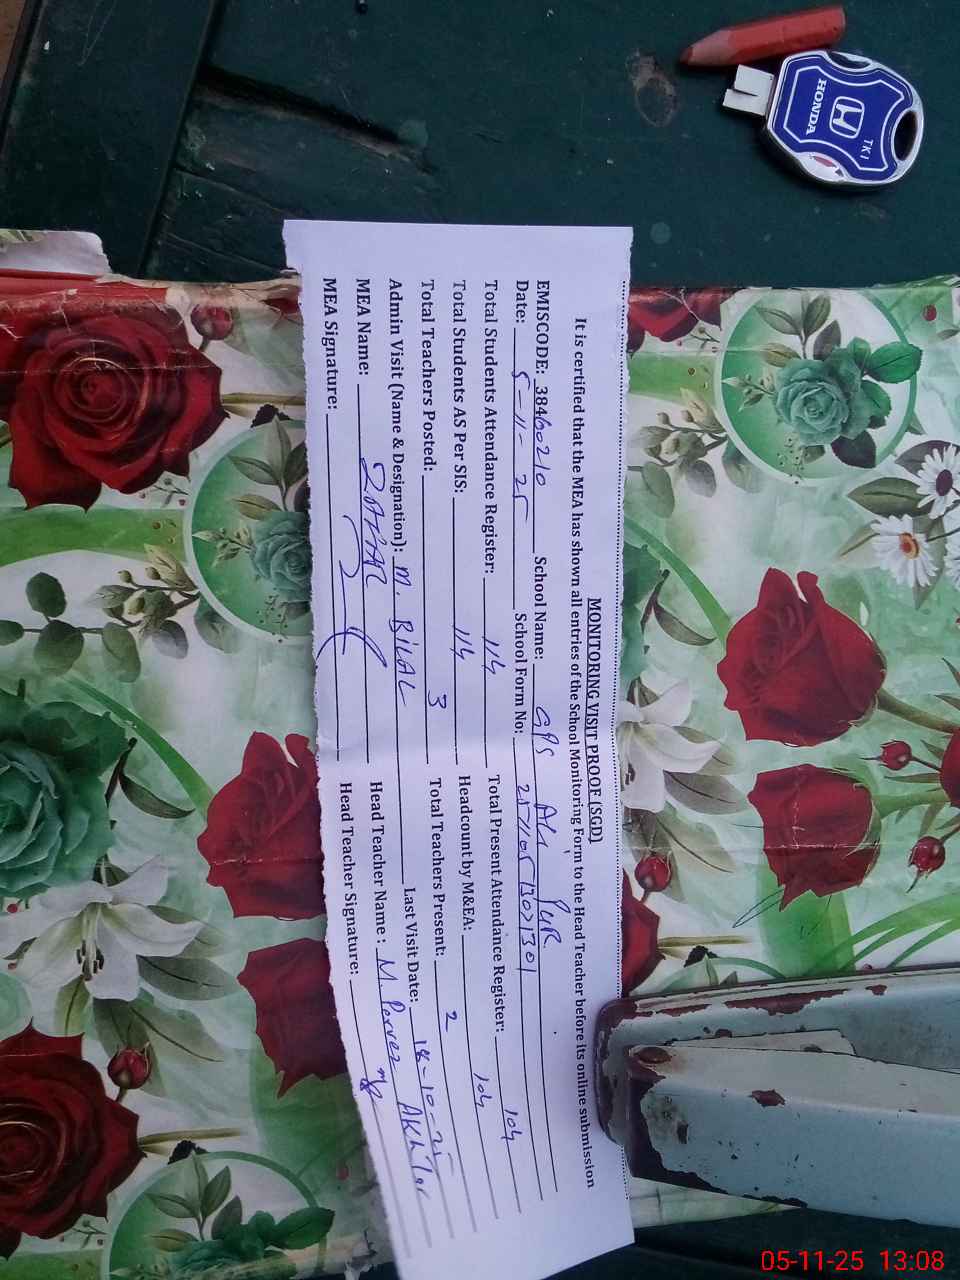 MONITORING VISIT PROOF (SGD)
It is certified that the MEA has shown all entries of the School Monitoring Form to the Head Teacher before its online submission
EMISCODE: 38460210 School Name: GPS Ali PUR.
Date: 5-11-25 School Form No: 25110513021301
Total Students Attendance Register: 114 Total Present Attendance Register: 104
Total Students AS Per SIS: 114 Headcount by M&EA: 104
Total Teachers Posted: 3 Total Teachers Present: 2
Admin Visit (Name & Designation): M. BILAL Last Visit Date: 18-10-25
MEA Name: ZAFAR Head Teacher Name: M. Pervez Akhtar
MEA Signature: Head Teacher Signature:
HONDA
TKI
05-11-25 13:08